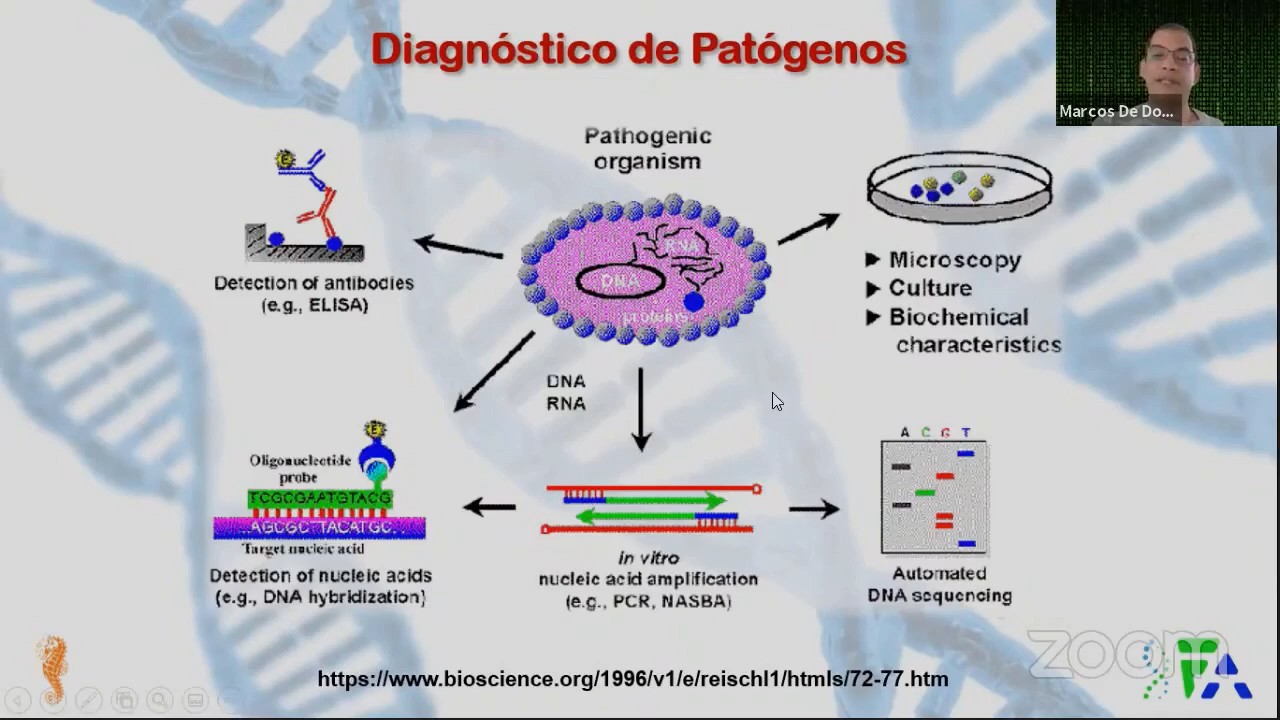 Diagnóstico de Patógenos
Marcos De Do...
Pathogenic
organism
RNA
DNA
proteins
E
Detection of antibodies
(e.g., ELISA)
Microscopy
Culture
Biochemical
characteristics
DNA
RNA
E
Oligonucleotide
probe
TCGCGAATGTACG
AGCGCTTACATGC
Target nucleic acid
Detection of nucleic acids
(e.g., DNA hybridization)
in vitro
nucleic acid amplification
(e.g., PCR, NASBA)
A C G T
Automated
DNA sequencing
zoom
https://www.bioscience.org/1996/v1/e/reischl1/htmls/72-77.htm